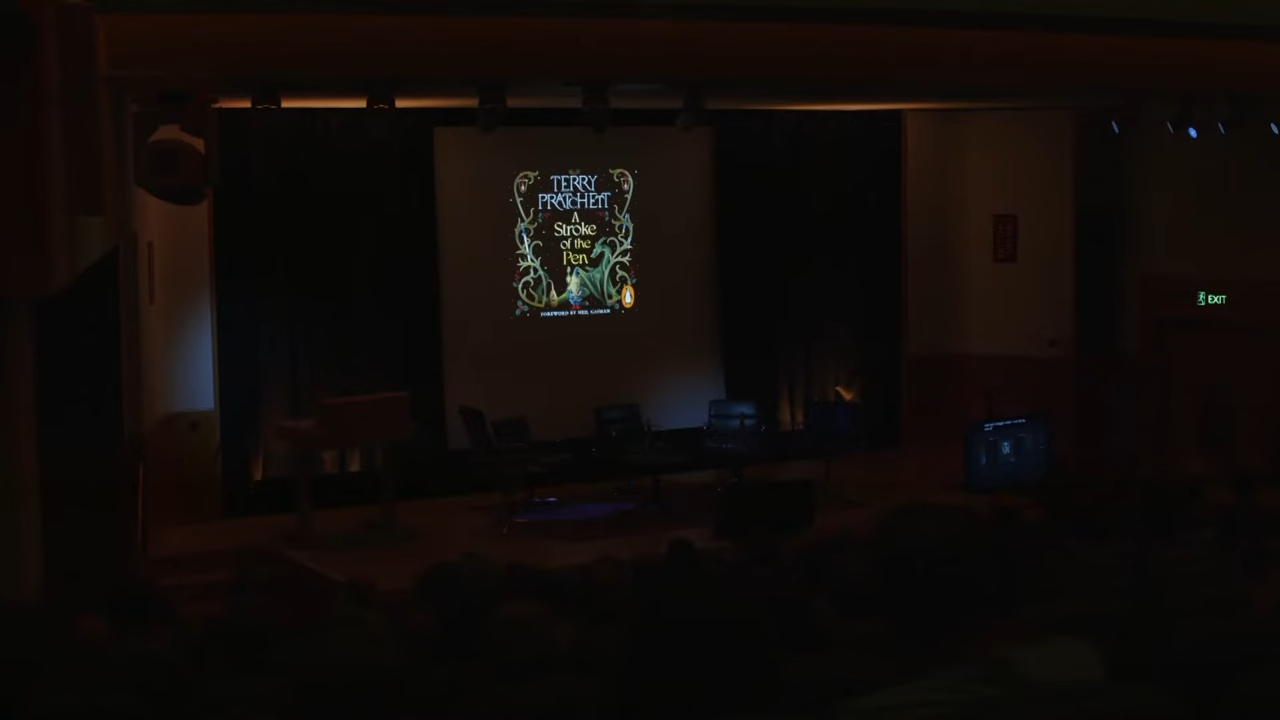 TERRY
PRATCHETT
A
Stroke
of the
Pen
FOREWORD BY NEIL GAIMAN
EXIT